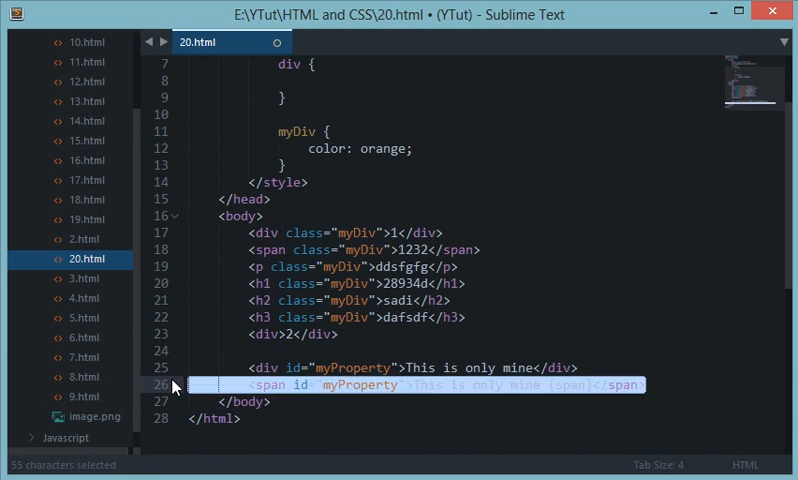 E:\YTut\HTML and CSS\20.html • (YTut) - Sublime Text
20.html
10.html
11.html
12.html
13.html
14.html
15.html
16.html
17.html
18.html
19.html
2.html
20.html
3.html
4.html
5.html
6.html
7.html
8.html
9.html
image.png
Javascript
7 div {
8
9 }
10
11 myDiv {
12 color: orange;
13 }
14 </style>
15 </head>
16 <body>
17 <div class="myDiv">1</div>
18 <span class="myDiv">1232</span>
19 <p class="myDiv">ddsfgfg</p>
20 <h1 class="myDiv">28934d</h1>
21 <h2 class="myDiv">sadi</h2>
22 <h3 class="myDiv">dafsdf</h3>
23 <div>2</div>
24
25 <div id="myProperty">This is only mine</div>
26 <span id="myProperty">This is only mine {span}</span>
27 </body>
28 </html>
55 characters selected
Tab Size: 4
HTML